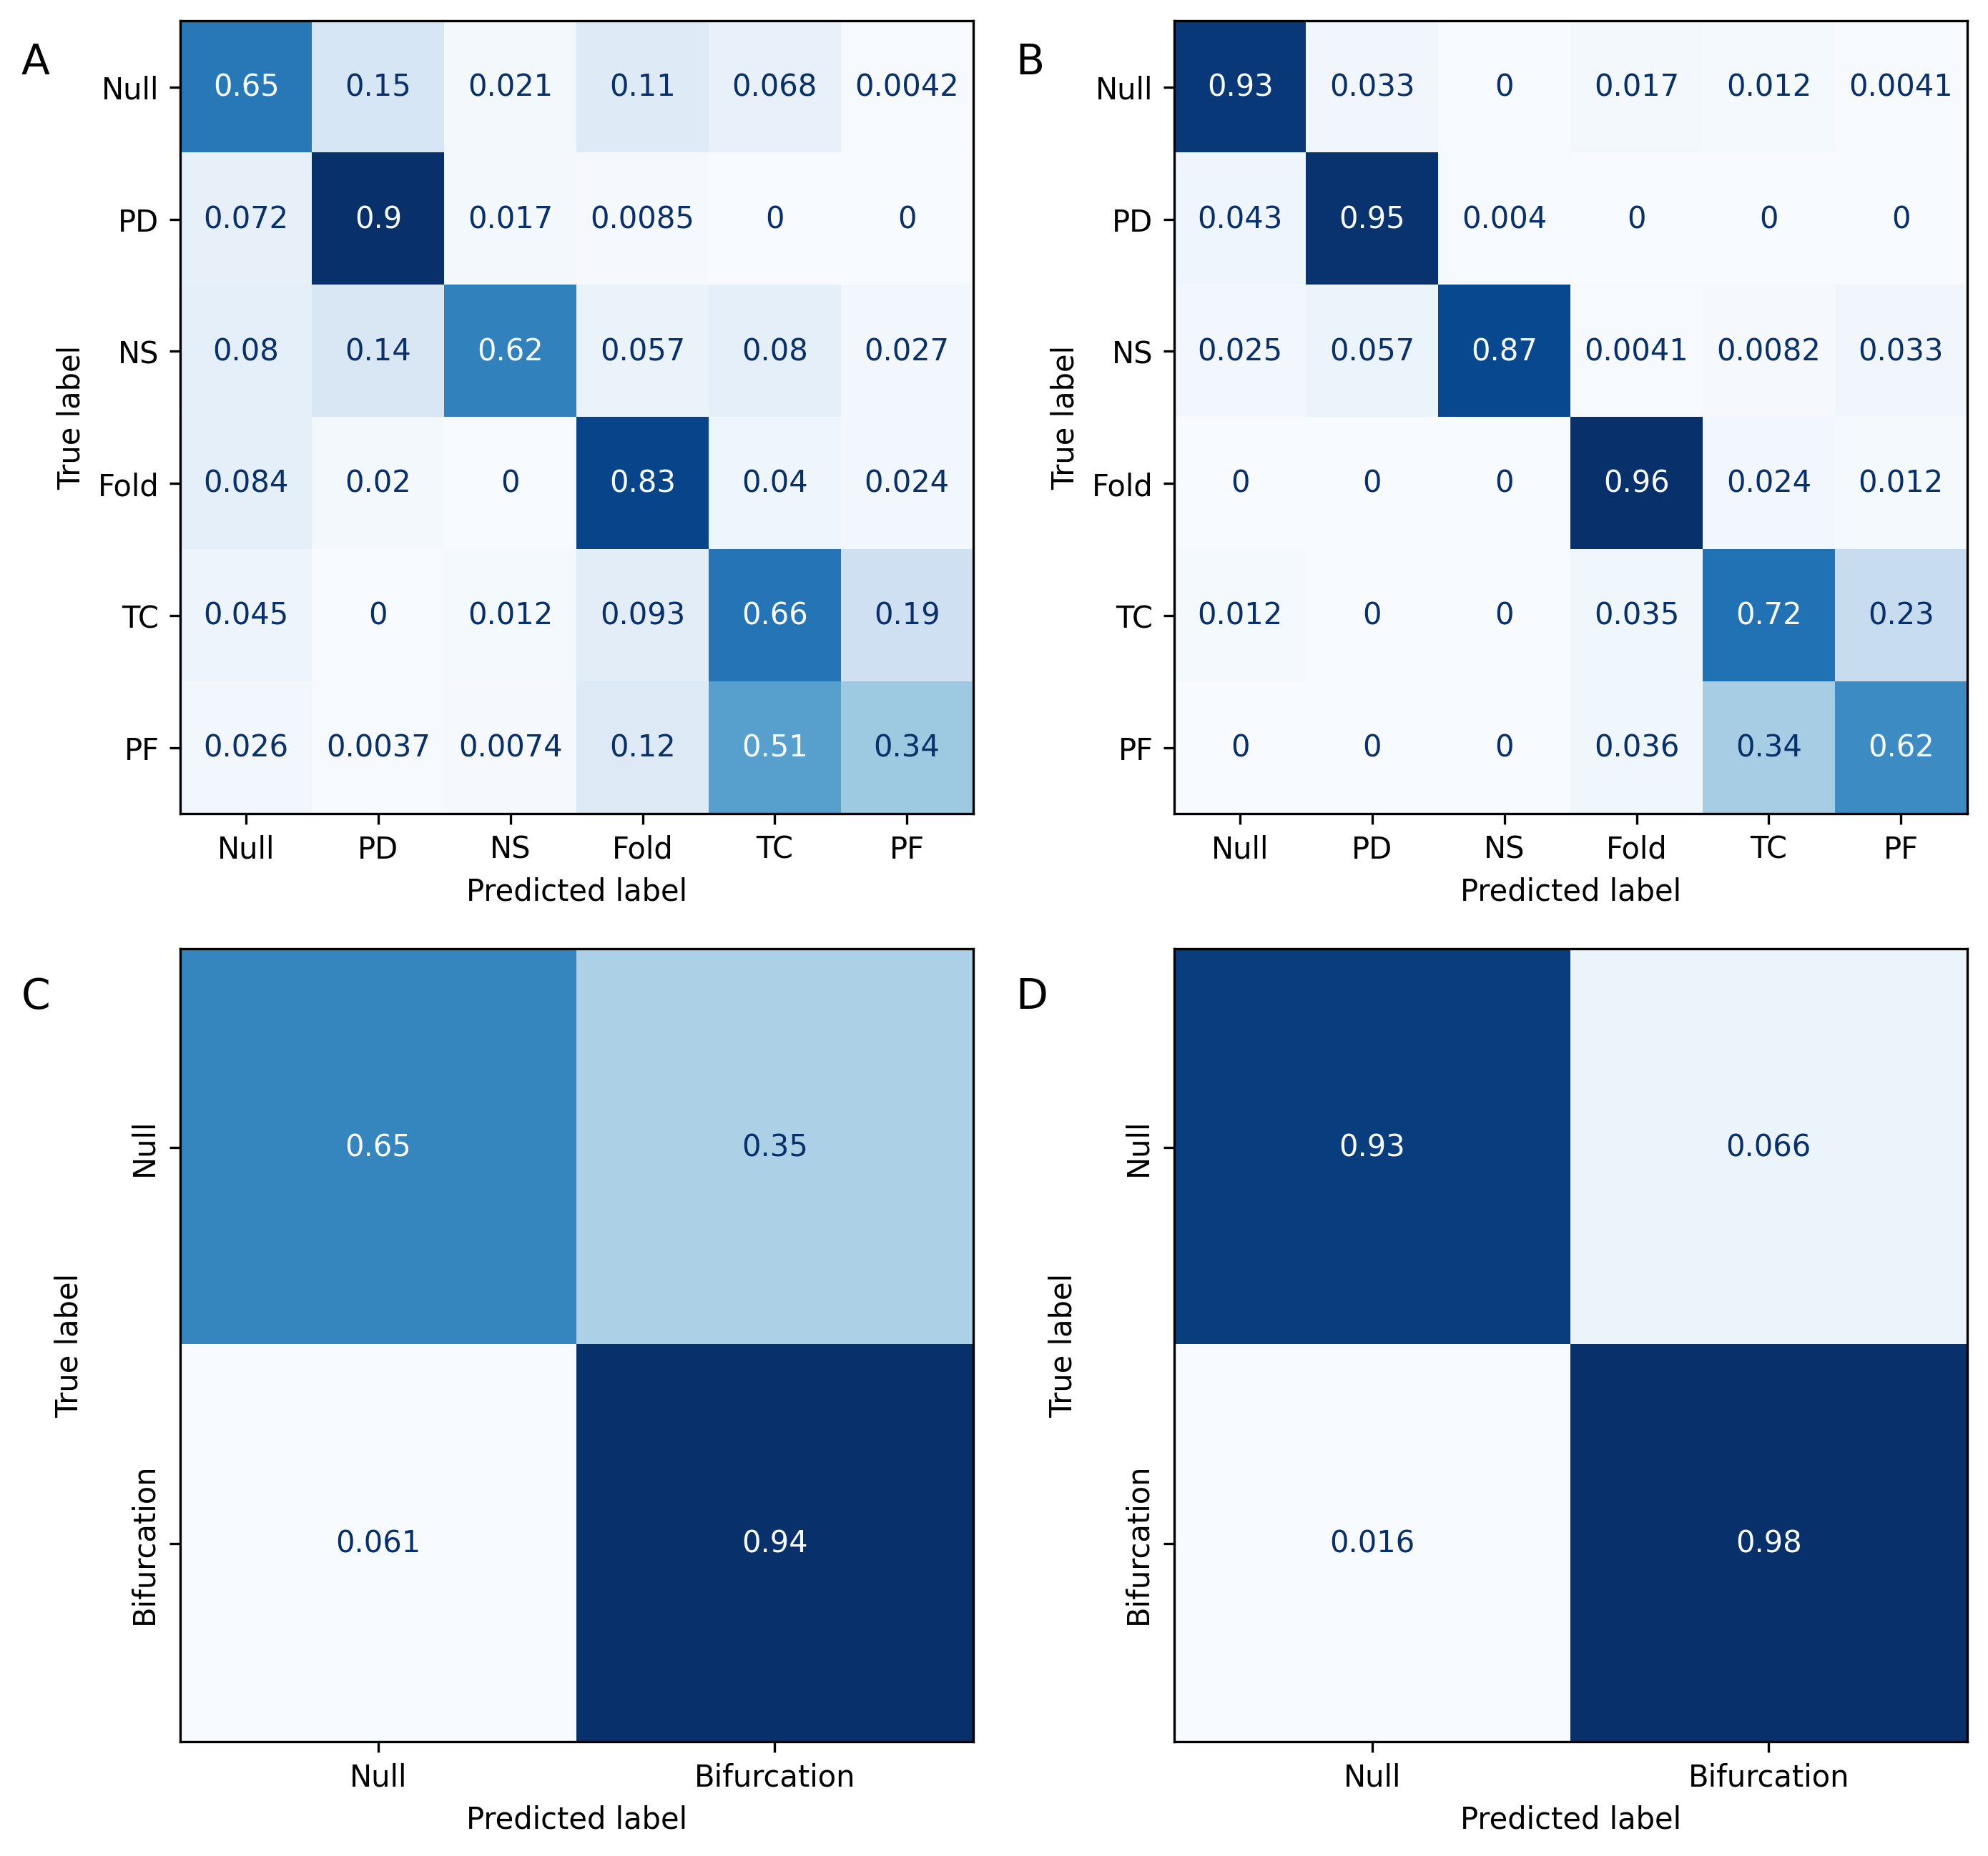 A
True label
Null 0.65 0.15 0.021 0.11 0.068 0.0042
PD 0.072 0.9 0.017 0.0085 0 0
NS 0.08 0.14 0.62 0.057 0.08 0.027
Fold 0.084 0.02 0 0.83 0.04 0.024
TC 0.045 0 0.012 0.093 0.66 0.19
PF 0.026 0.0037 0.0074 0.12 0.51 0.34
Null PD NS Fold TC PF
Predicted label
B
True label
Null 0.93 0.033 0 0.017 0.012 0.0041
PD 0.043 0.95 0.004 0 0 0
NS 0.025 0.057 0.87 0.0041 0.0082 0.033
Fold 0 0 0 0.96 0.024 0.012
TC 0.012 0 0 0.035 0.72 0.23
PF 0 0 0 0.036 0.34 0.62
Null PD NS Fold TC PF
Predicted label
C
True label
Null 0.65 0.35
Bifurcation 0.061 0.94
Null Bifurcation
Predicted label
D
True label
Null 0.93 0.066
Bifurcation 0.016 0.98
Null Bifurcation
Predicted label